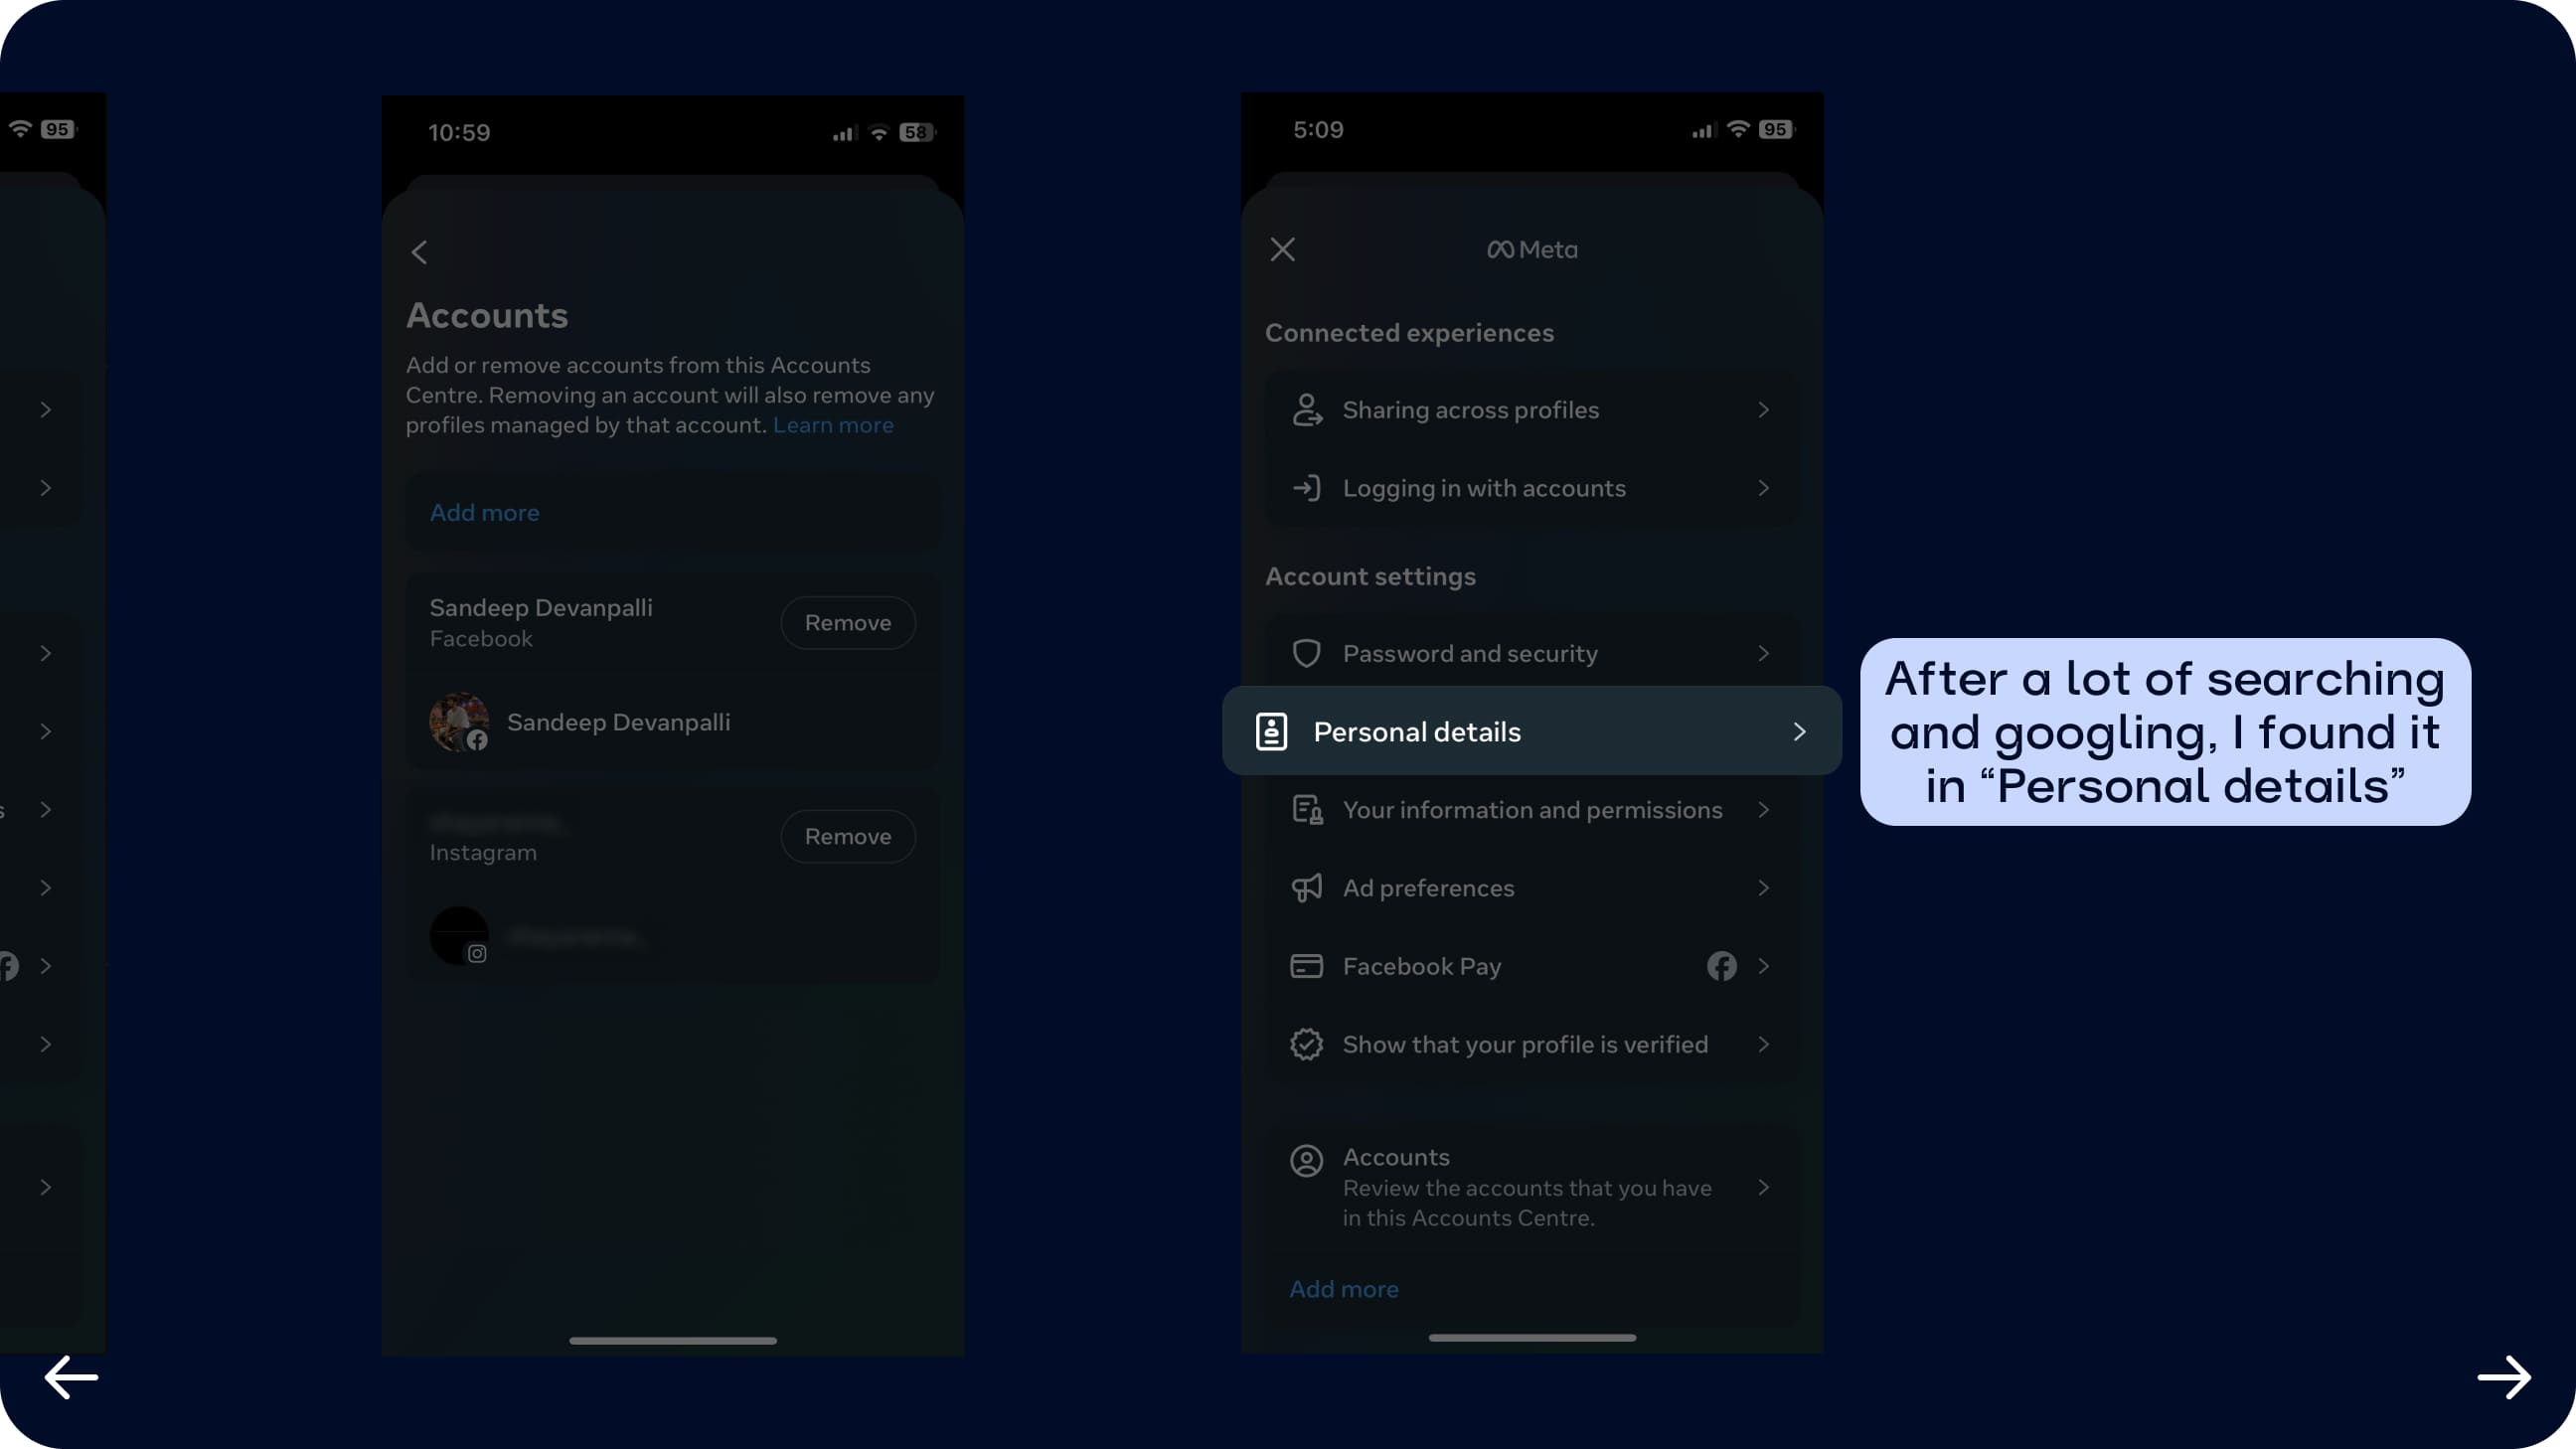 95
10:59
58
Accounts
Add or remove accounts from this Accounts
Centre. Removing an account will also remove any
profiles managed by that account. Learn more
Add more
Sandeep Devanpalli
Remove
Facebook
Sandeep Devanpalli
Remove
Instagram
5:09
95
Meta
Connected experiences
Sharing across profiles
Logging in with accounts
Account settings
Password and security
Personal details
Your information and permissions
Ad preferences
Facebook Pay
Show that your profile is verified
Accounts
Review the accounts that you have
in this Accounts Centre.
Add more
After a lot of searching
and googling, I found it
in “Personal details”